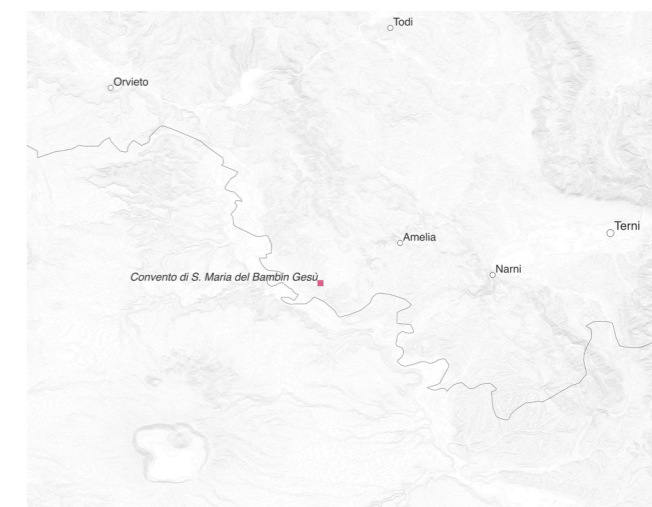 Todi
Orvieto
Terni
Amelia
Narni
Convento di S. Maria del Bambin Gesù